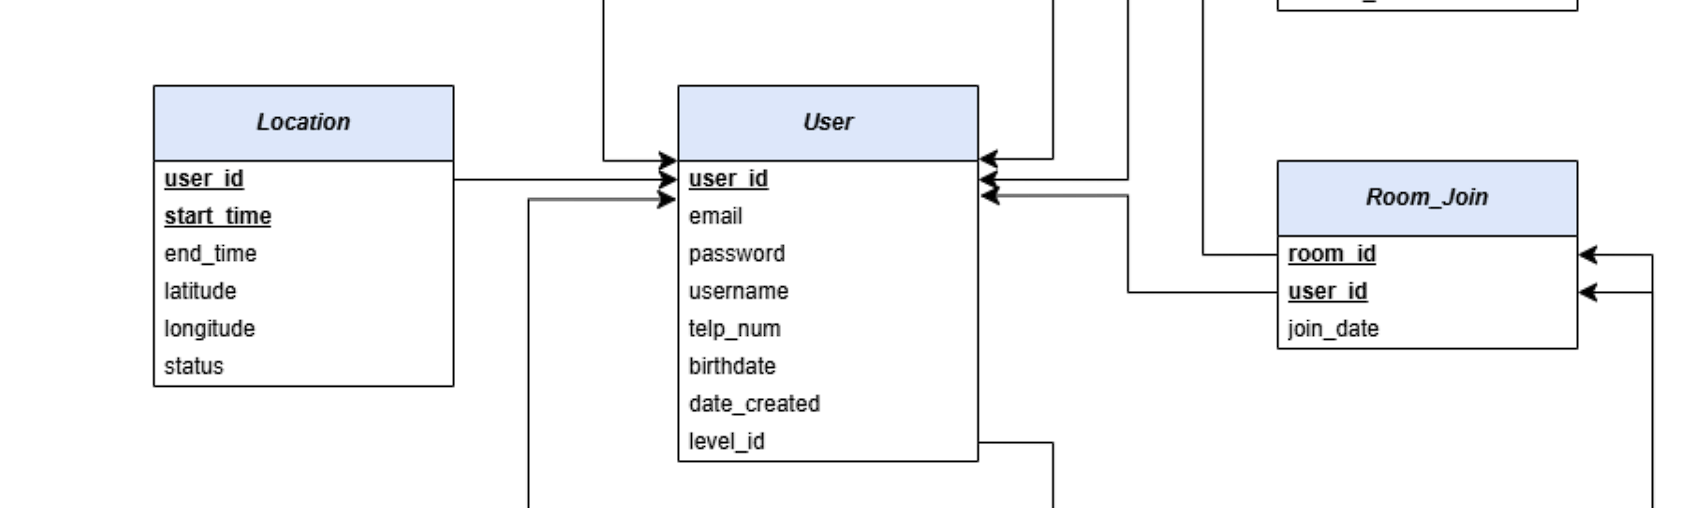 Location
user_id
start_time
end_time
latitude
longitude
status
User
user_id
email
password
username
telp_num
birthdate
date_created
level_id
Room_Join
room_id
user_id
join_date